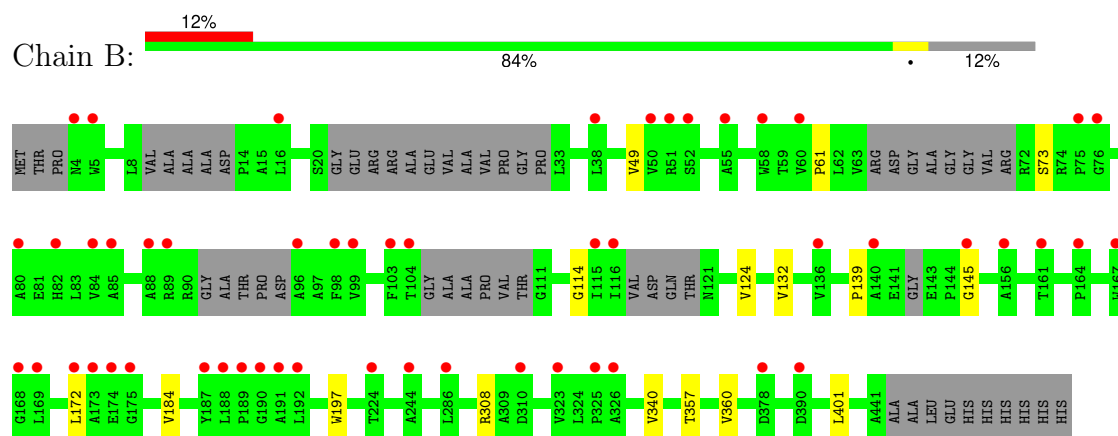 12%
Chain B:
84%
•
12%
MET THR PRO N4 W5 L8 VAL ALA ALA ALA ASP P14 A15 L16 S20 GLY GLU ARG ARG ALA GLU VAL ALA VAL PRO GLY PRO L33 L38 V49 V50 R51 S52 A55 W58 T59 V60 P61 L62 V63 ARG ASP GLY ALA GLY GLY VAL ARG R72 S73 R74 P75 G76
A80 E81 H82 L83 V84 A85 A88 R89 R90 GLY ALA THR PRO ASP A96 A97 F98 V99 F103 T104 GLY ALA ALA PRO VAL THR G111 G114 I115 I116 VAL ASP GLN THR N121 V124 V132 V136 P139 A140 E141 GLY E143 P144 G145 A156 T161 P164 W167
G168 L169 L172 A173 E174 G175 V184 Y187 L188 P189 G190 A191 L192 W197 T224 A244 L286 R308 A309 D310 V323 L324 P325 A326 V340 T357 V360 D378 D390 L401 A441 ALA ALA LEU GLU HIS HIS HIS HIS HIS HIS